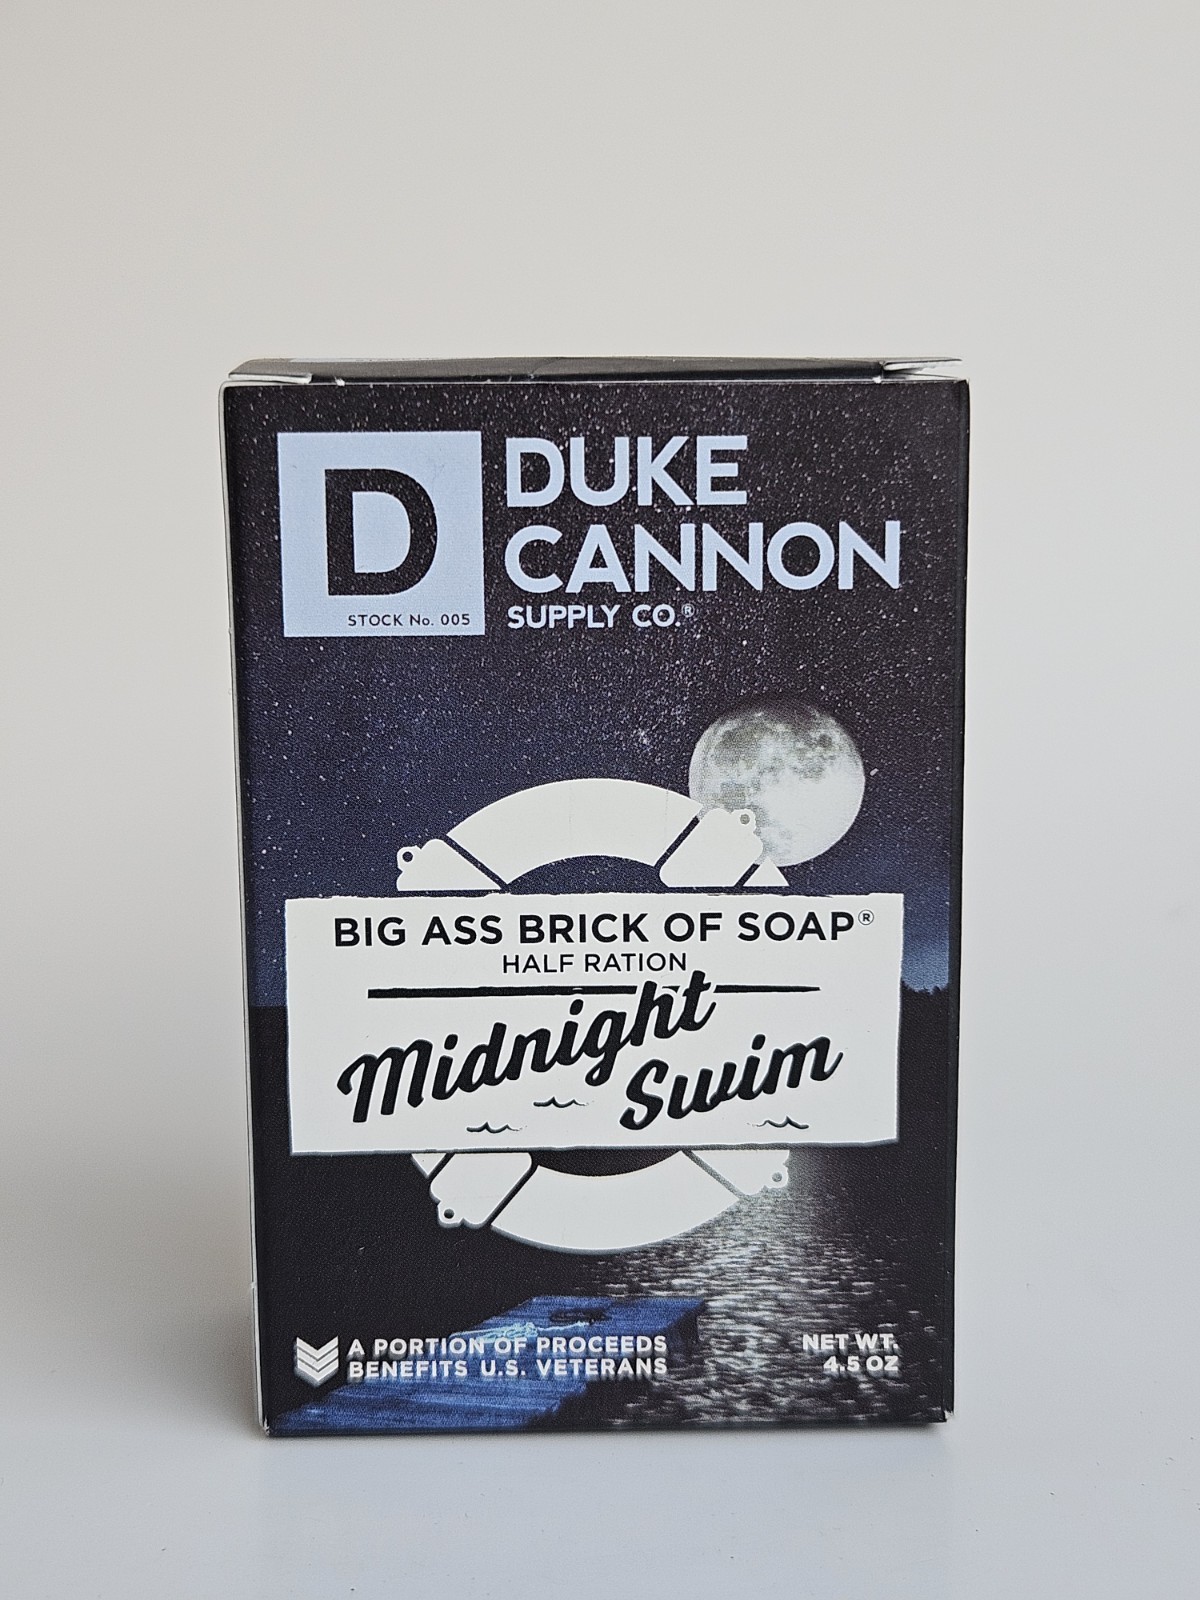 D
STOCK No. 005
DUKE
CANNON
SUPPLY CO.®
BIG ASS BRICK OF SOAP®
HALF RATION
Midnight
Swim
A PORTION OF PROCEEDS
BENEFITS U.S. VETERANS
NET WT.
4.5 OZ